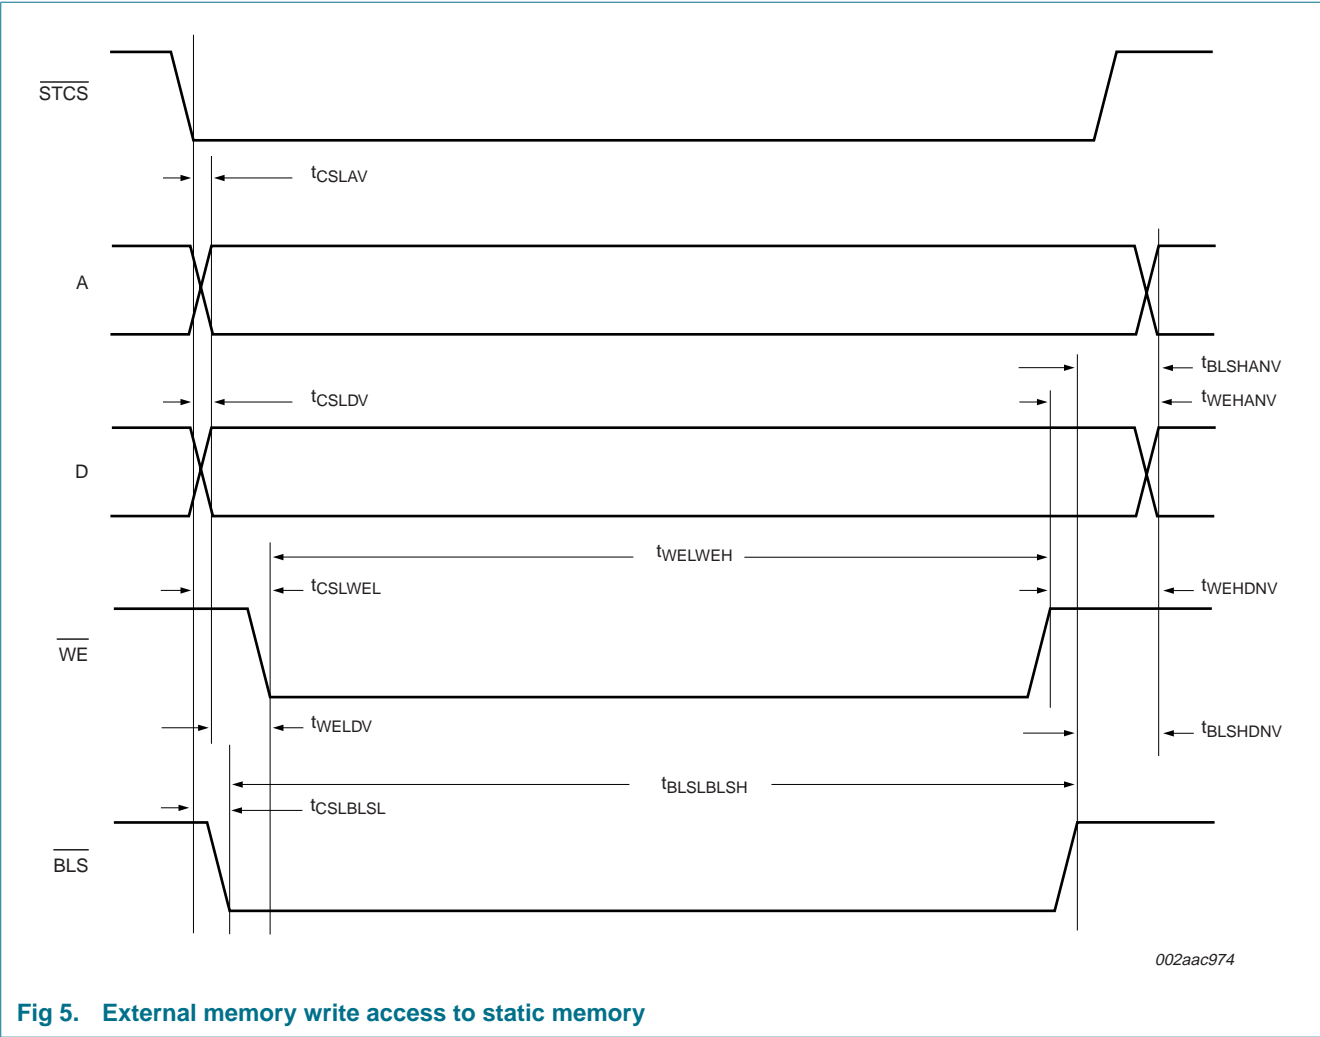 STCS
tCSLAV
A
tBLSHANV
tCSLDV
tWEHANV
D
tWELWEH
tCSLWEL
tWEHDNV
WE
tWELDV
tBLSHDNV
tBLSLBLSH
tCSLBLSL
BLS
002aac974
Fig 5. External memory write access to static memory